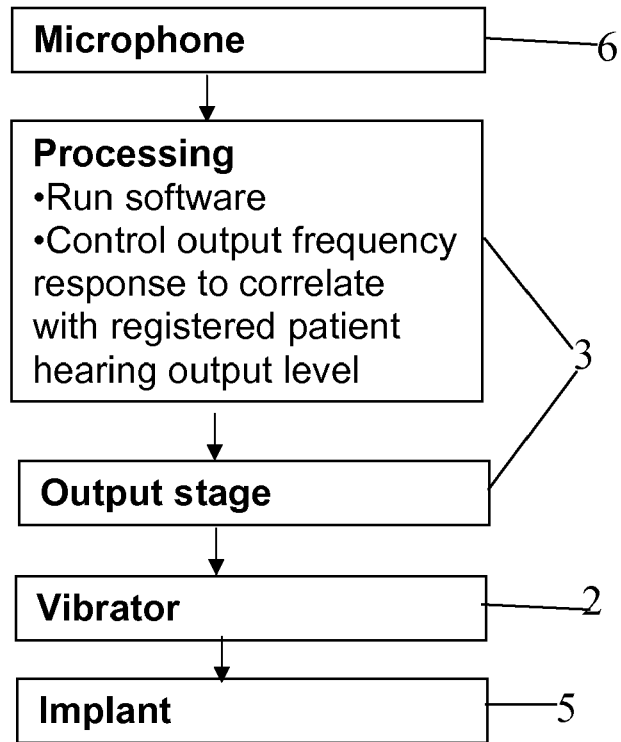 Microphone
6
Processing
•Run software
•Control output frequency
response to correlate
with registered patient
hearing output level
3
Output stage
Vibrator
2
Implant
5